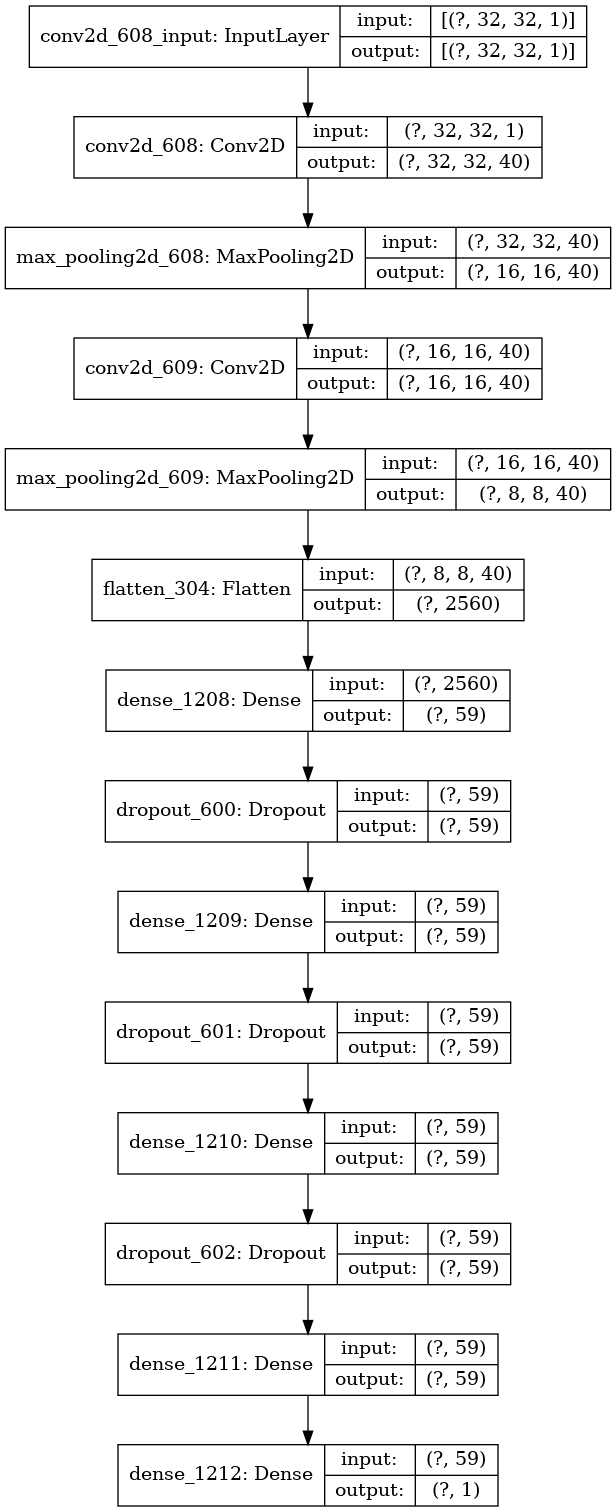 conv2d_608_input: InputLayer
input: [(?, 32, 32, 1)]
output: [(?, 32, 32, 1)]
conv2d_608: Conv2D
input: (?, 32, 32, 1)
output: (?, 32, 32, 40)
max_pooling2d_608: MaxPooling2D
input: (?, 32, 32, 40)
output: (?, 16, 16, 40)
conv2d_609: Conv2D
input: (?, 16, 16, 40)
output: (?, 16, 16, 40)
max_pooling2d_609: MaxPooling2D
input: (?, 16, 16, 40)
output: (?, 8, 8, 40)
flatten_304: Flatten
input: (?, 8, 8, 40)
output: (?, 2560)
dense_1208: Dense
input: (?, 2560)
output: (?, 59)
dropout_600: Dropout
input: (?, 59)
output: (?, 59)
dense_1209: Dense
input: (?, 59)
output: (?, 59)
dropout_601: Dropout
input: (?, 59)
output: (?, 59)
dense_1210: Dense
input: (?, 59)
output: (?, 59)
dropout_602: Dropout
input: (?, 59)
output: (?, 59)
dense_1211: Dense
input: (?, 59)
output: (?, 59)
dense_1212: Dense
input: (?, 59)
output: (?, 1)